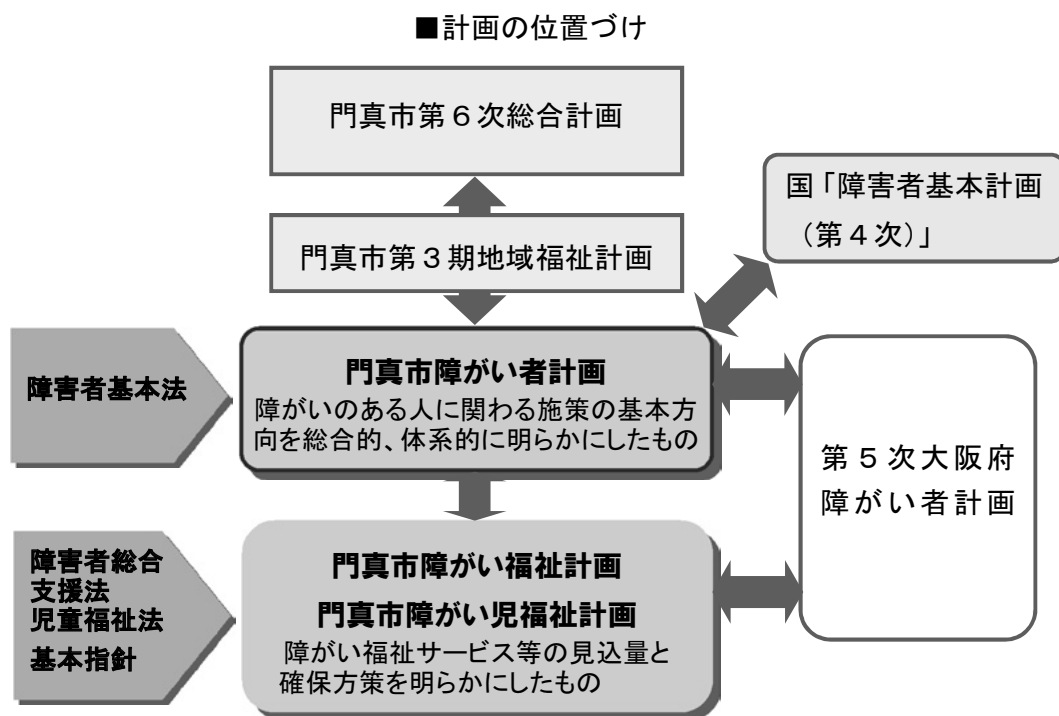 ■計画の位置づけ
門真市第６次総合計画
国「障害者基本計画
（第４次）」
門真市第３期地域福祉計画
障害者基本法
門真市障がい者計画
障がいのある人に関わる施策の基本方
向を総合的、体系的に明らかにしたもの
第５次大阪府
障がい者計画
障害者総合
支援法
児童福祉法
基本指針
門真市障がい福祉計画
門真市障がい児福祉計画
障がい福祉サービス等の見込量と
確保方策を明らかにしたもの